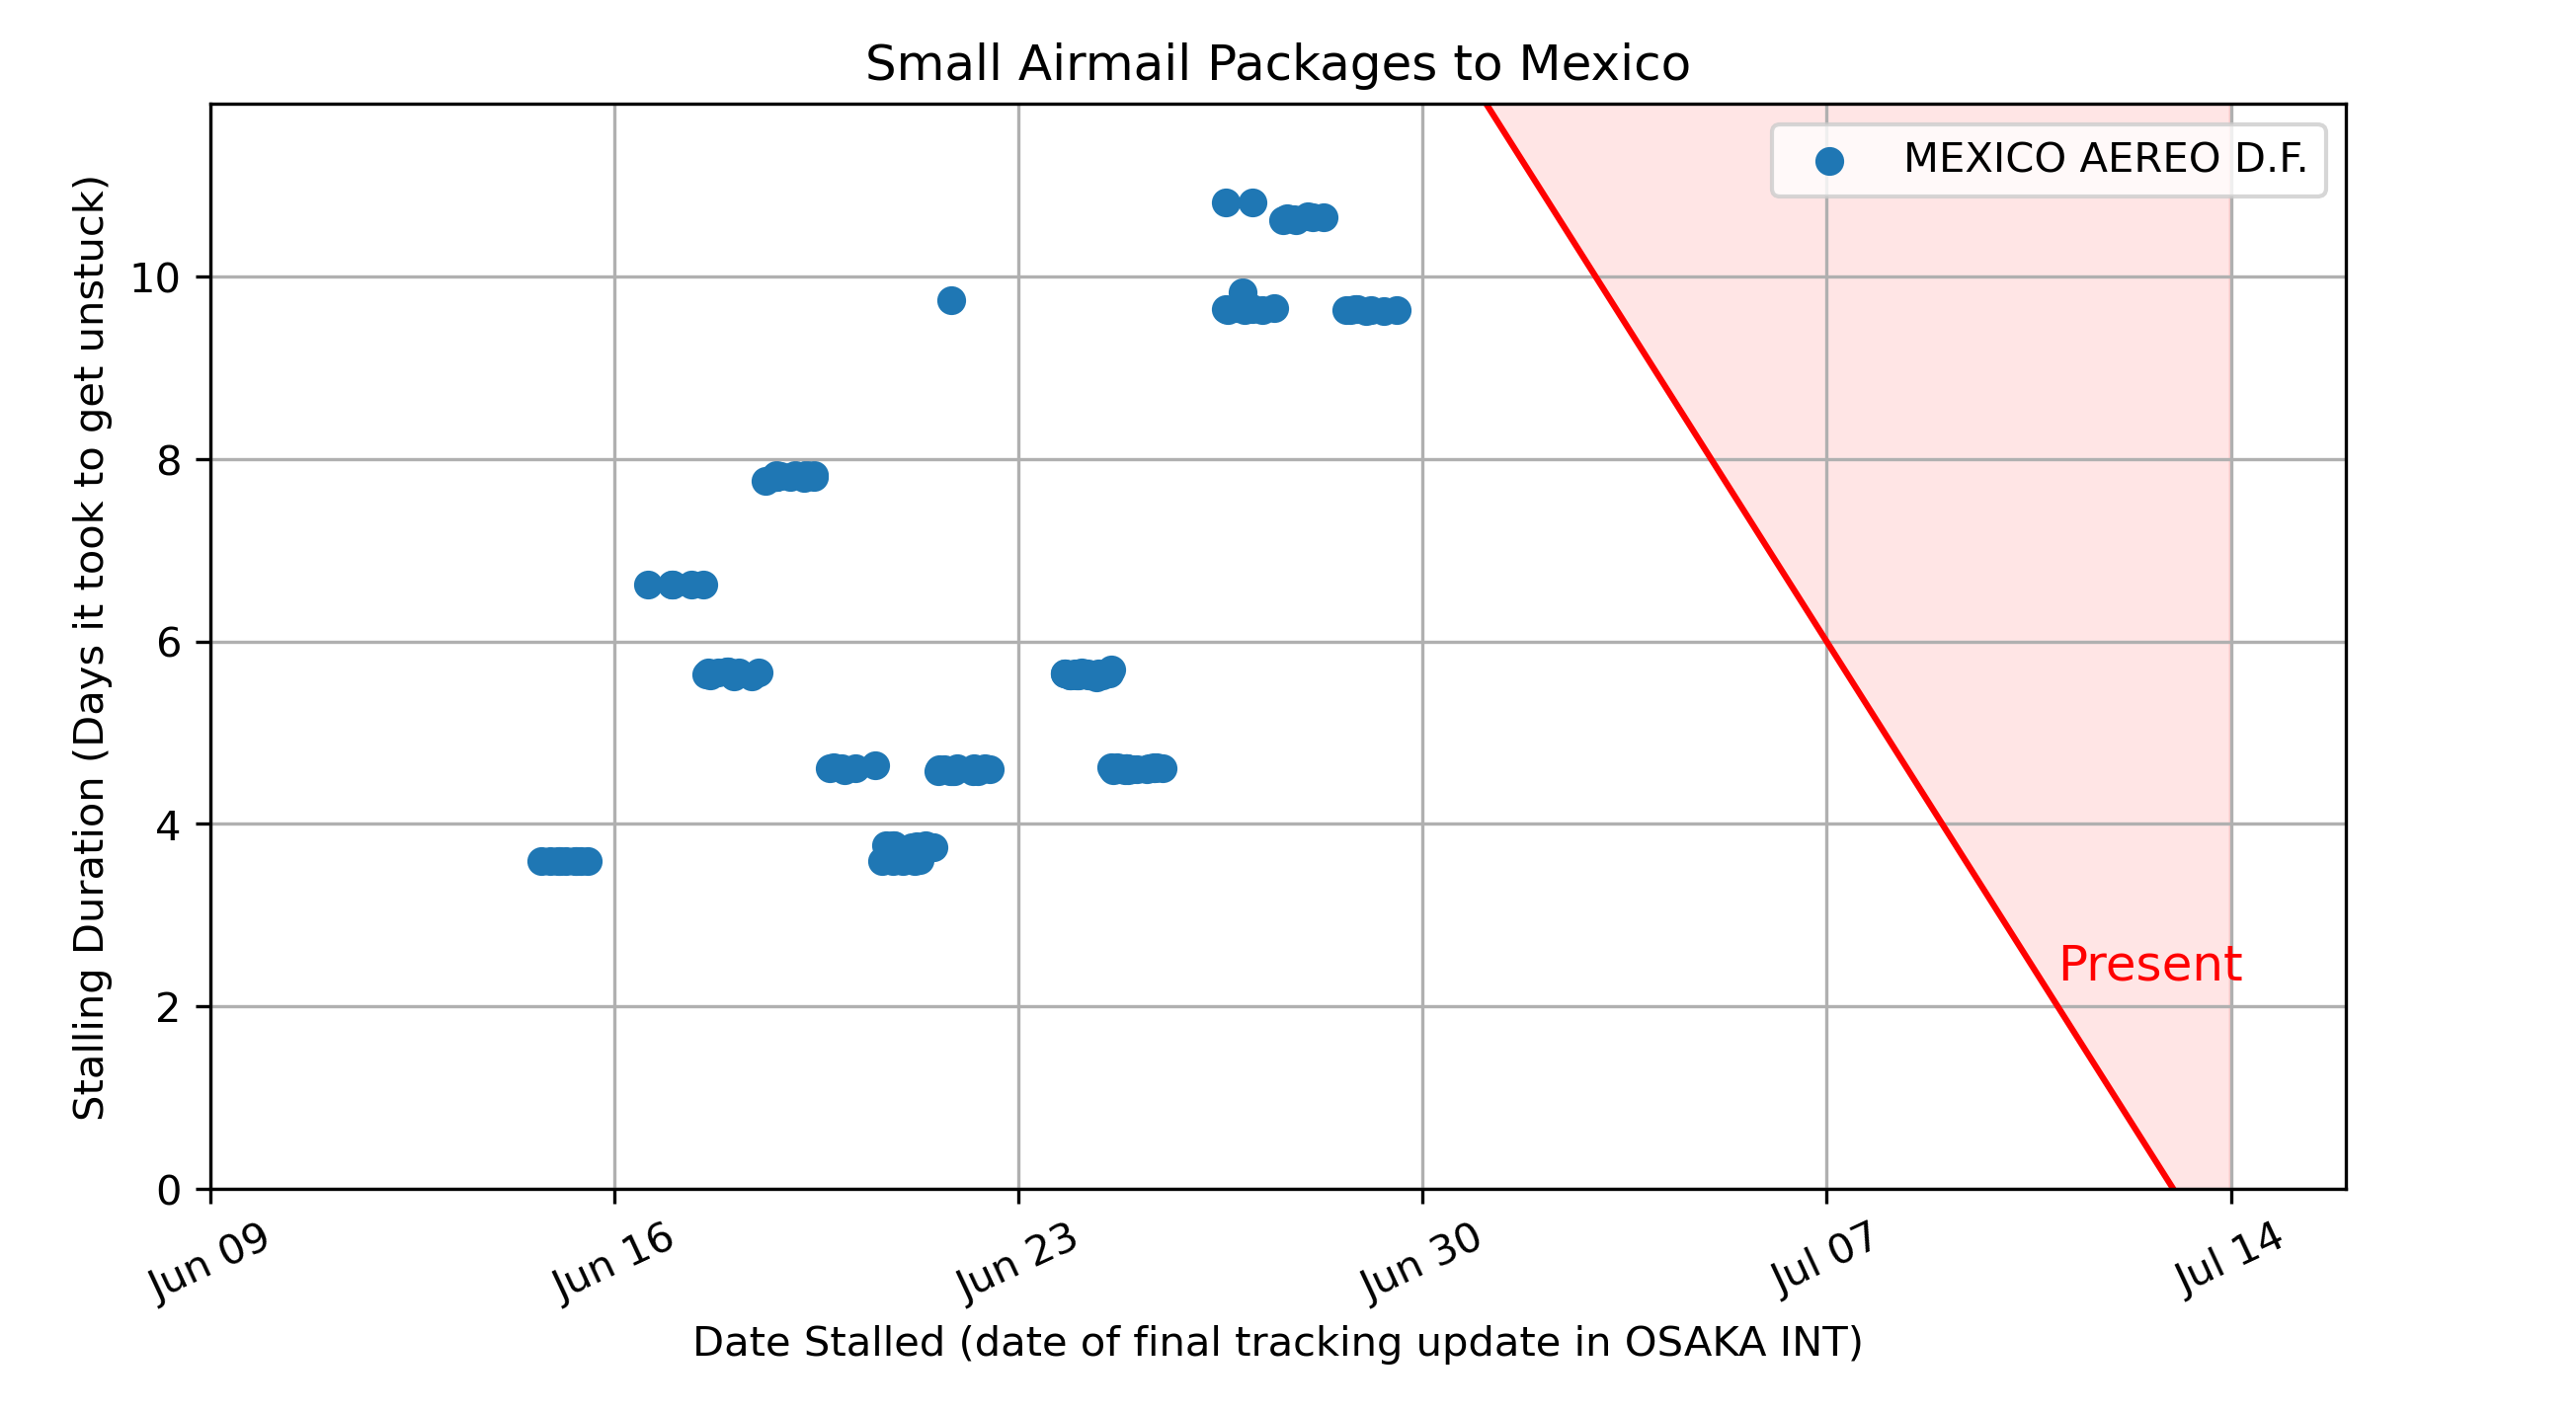 Small Airmail Packages to Mexico
MEXICO AEREO D.F.
Stalling Duration (Days it took to get unstuck)
10
8
6
4
2
0
Present
Jun 09
Jun 16
Jun 23
Jun 30
Jul 07
Jul 14
Date Stalled (date of final tracking update in OSAKA INT)